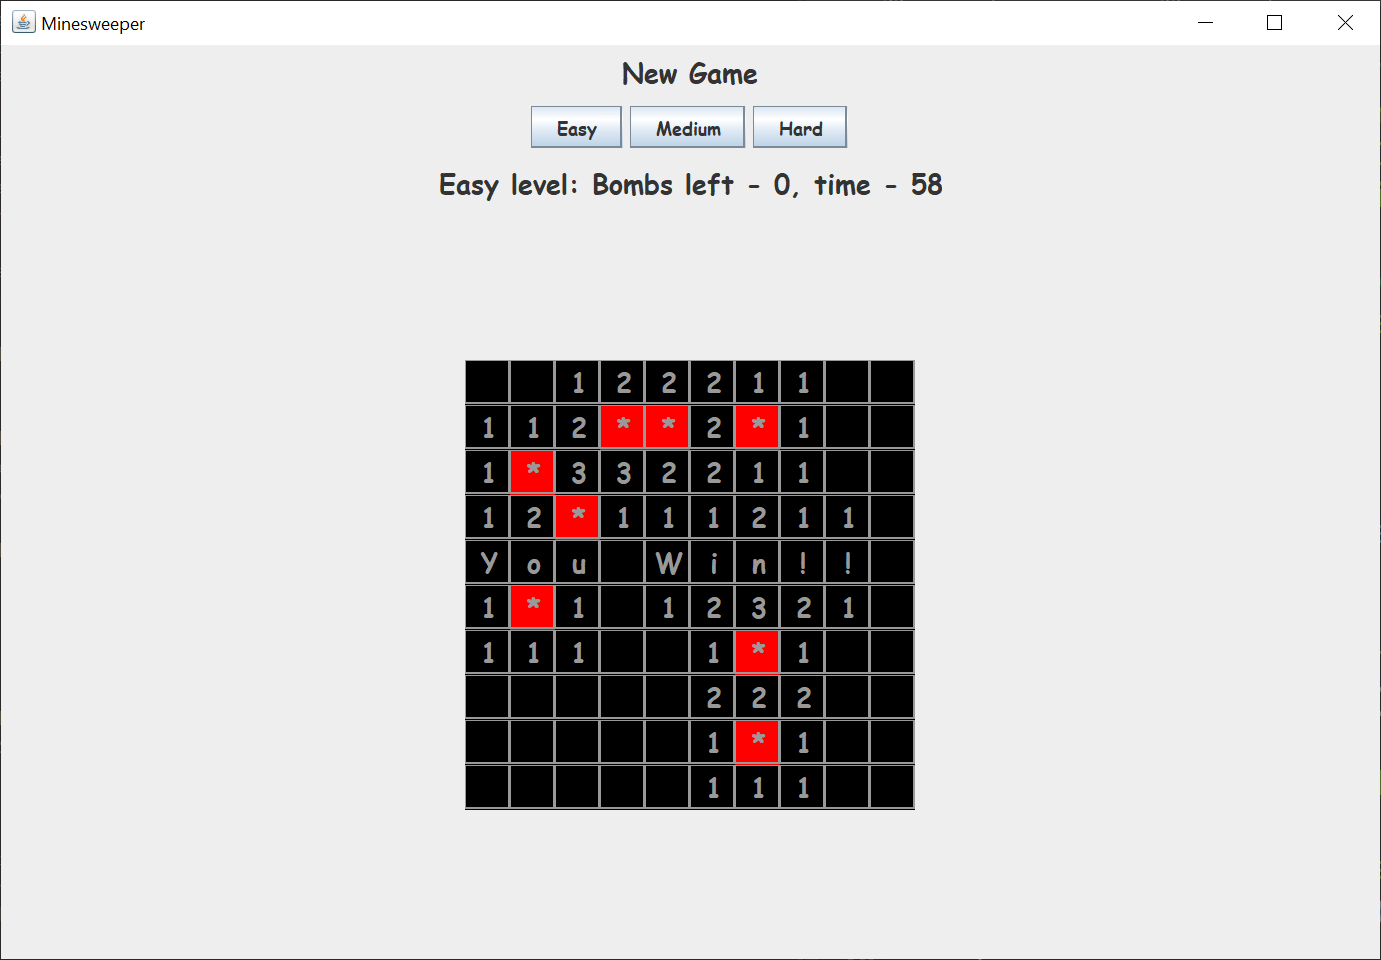 Minesweeper
New Game
Easy Medium Hard
Easy level: Bombs left - 0, time - 58
1 2 2 2 1 1
1 1 2 * * 2 * 1
1 * 3 3 2 2 1 1
1 2 * 1 1 1 2 1 1
Y o u W i n ! !
1 * 1 1 2 3 2 1
1 1 1 1 * 1
2 2 2
1 * 1
1 1 1